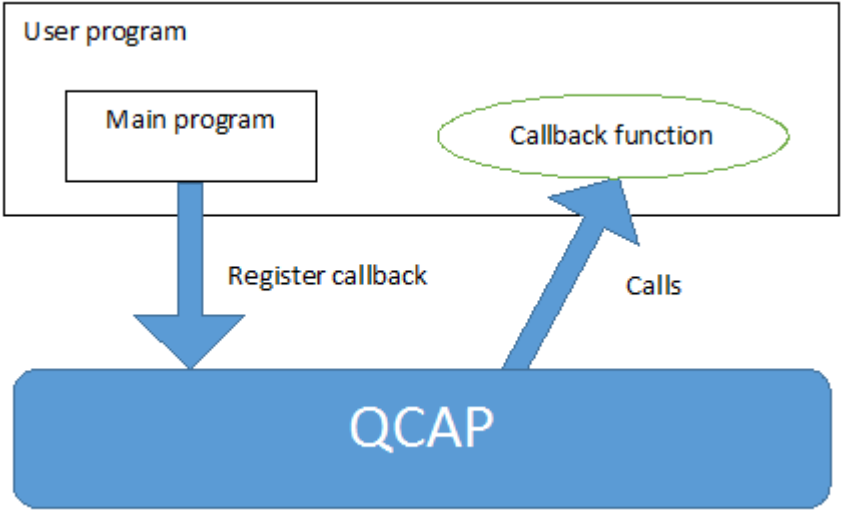 User program
Main program
Callback function
Register callback
Calls
QCAP